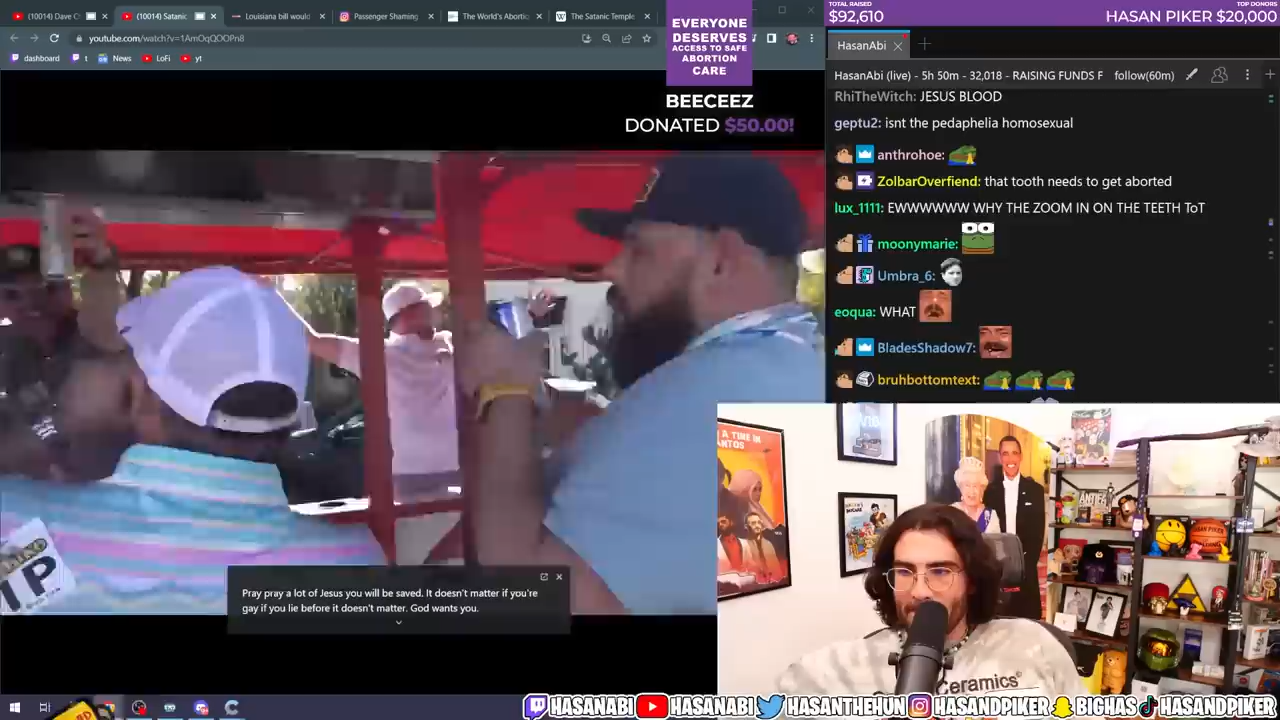 (10014) Dave C
(10014) Satanic
Louisiana bill would
Passenger Shaming
The World's Abortio
The Satanic Temple
youtube.com/watch?v=1AmOqQOOPn8
dashboard
t
News
LoFi
yt
EVERYONE
DESERVES
ACCESS TO SAFE
ABORTION
CARE
BEECEEZ
DONATED $50.00!
TOTAL RAISED
$92,610
TOP DONORS
HASAN PIKER $20,000
HasanAbi
HasanAbi (live) - 5h 50m - 32,018 - RAISING FUNDS F
follow(60m)
RhiTheWitch: JESUS BLOOD
geptu2: isnt the pedaphelia homosexual
anthrohoe:
ZolbarOverfiend: that tooth needs to get aborted
lux_1111: EWWWWWW WHY THE ZOOM IN ON THE TEETH ToT
moonymarie:
Umbra_6:
eoqua: WHAT
BladesShadow7:
bruhbottomtext:
Pray pray a lot of Jesus you will be saved. It doesn't matter if you're
gay if you lie before it doesn't matter. God wants you.
A TIME IN
ANTIFA
Ceramics
HASANABI
HASANABI
HASANTHEHUN
HASANDPIKER
BIGHAS
HASANDPIKER